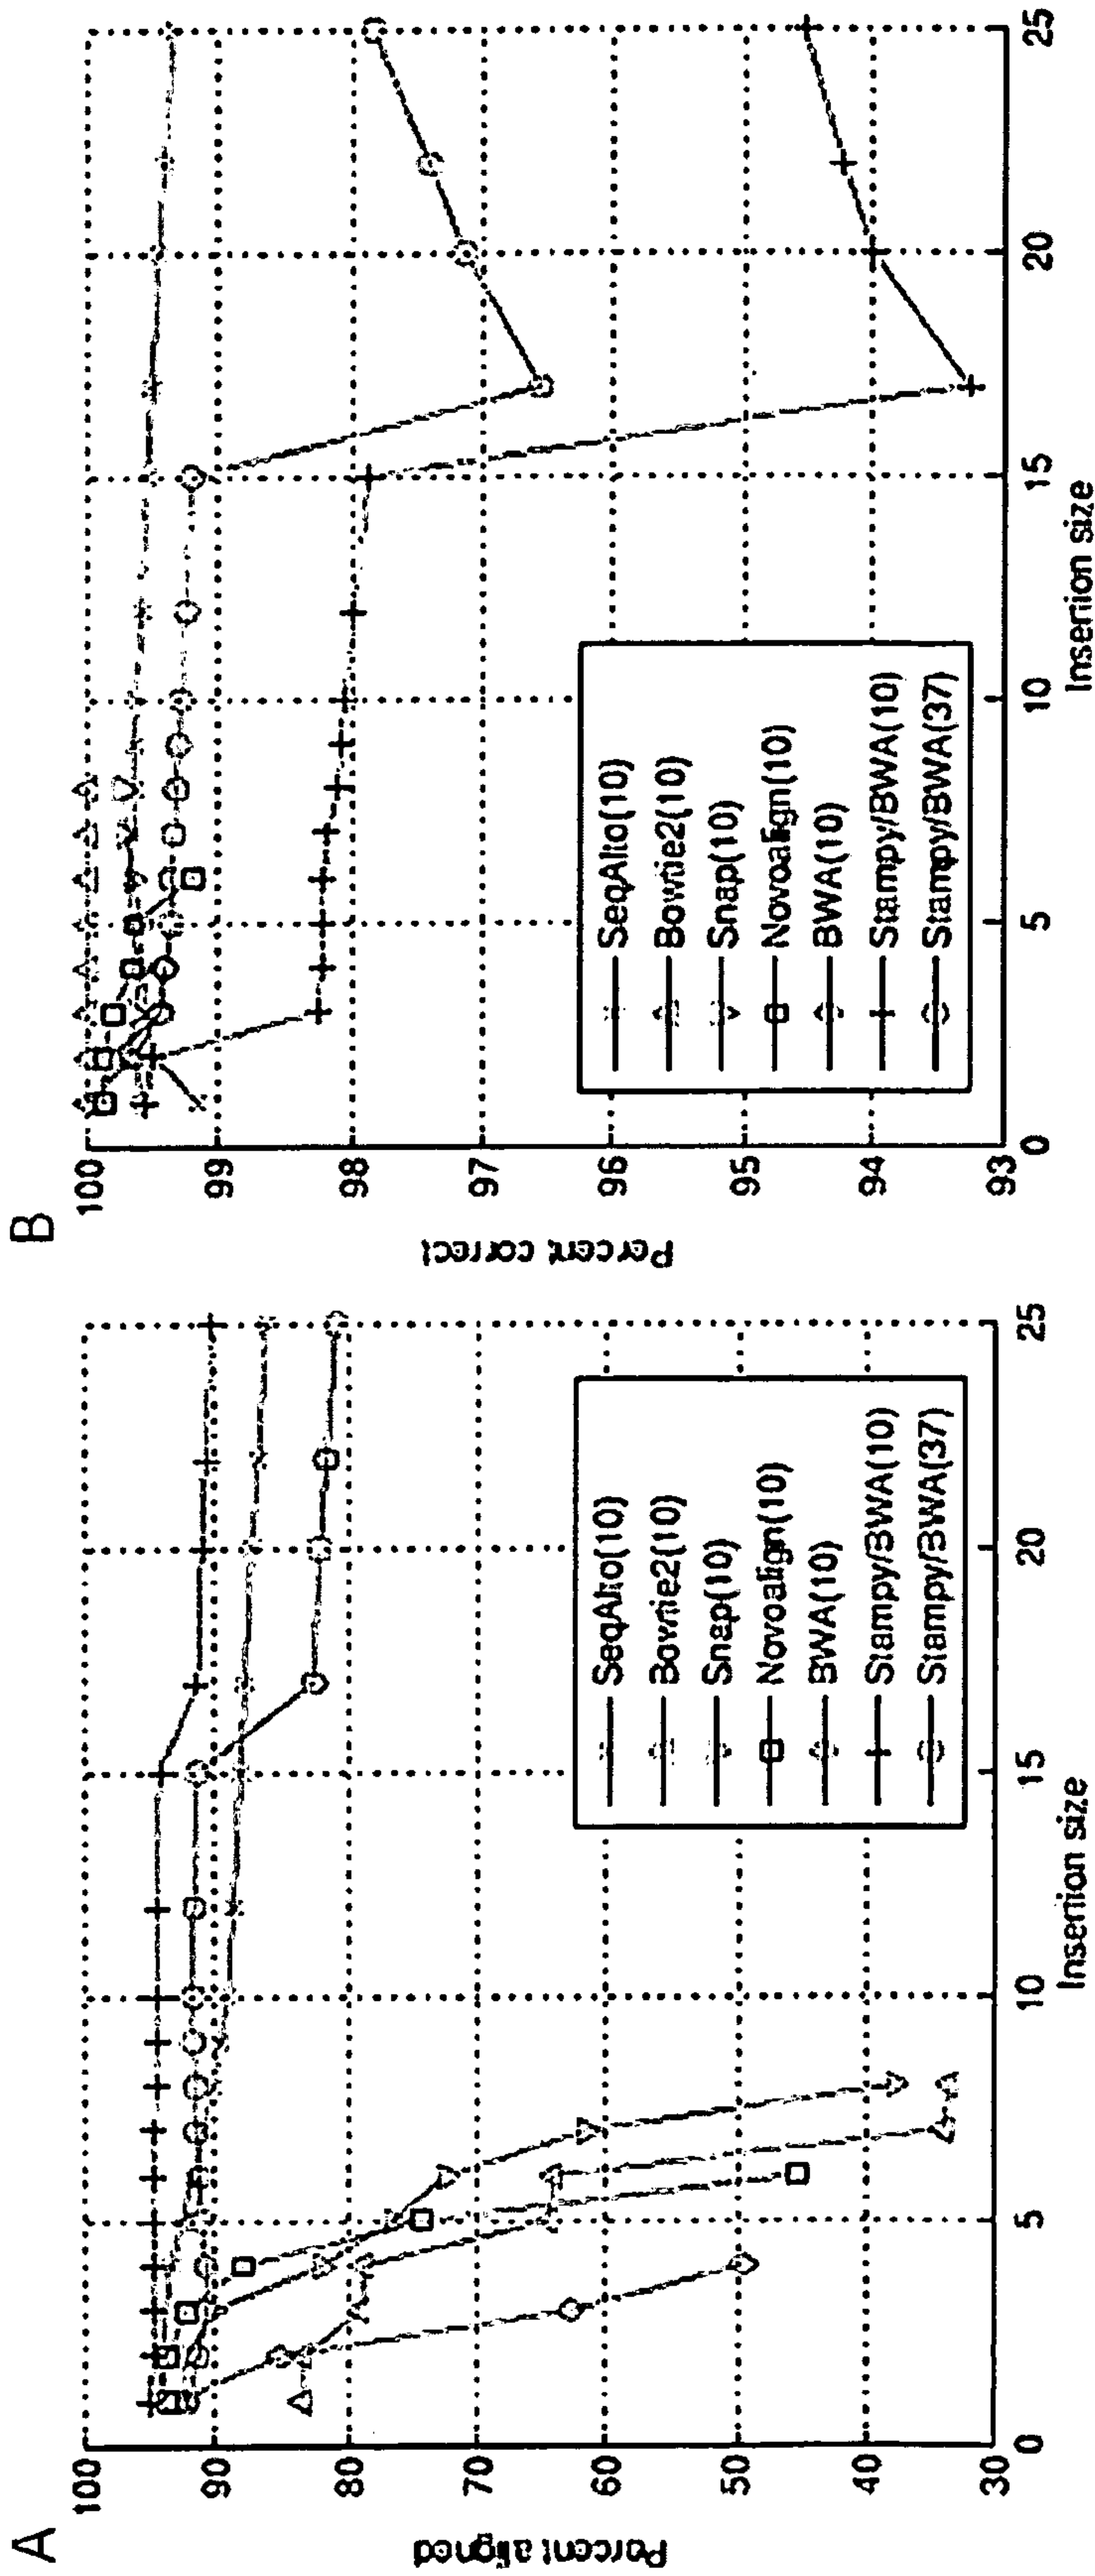 A
Percent aligned
100
90
80
70
60
50
40
30
0
5
10
15
20
25
Insertion size
SeqAlto(10)
Bowtie2(10)
Snap(10)
Novoalign(10)
BWA(10)
Stampy/BWA(10)
Stampy/BWA(37)
B
Percent correct
100
99
98
97
96
95
94
93
0
5
10
15
20
25
Insertion size
SeqAlto(10)
Bowtie2(10)
Snap(10)
Novoalign(10)
BWA(10)
Stampy/BWA(10)
Stampy/BWA(37)